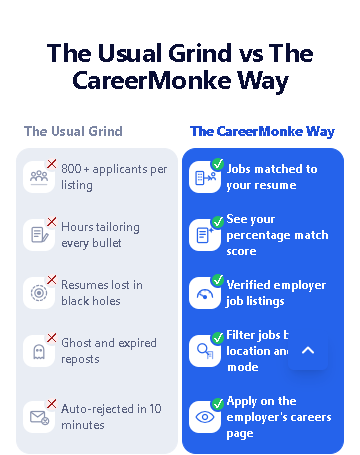 The Usual Grind vs The
CareerMonke Way
The Usual Grind
800+ applicants per
listing
Hours tailoring
every bullet
Resumes lost in
black holes
Ghost and expired
reposts
Auto-rejected in 10
minutes
The CareerMonke Way
Jobs matched to
your resume
See your
percentage match
score
Verified employer
job listings
Filter jobs
location
mode
Apply on the
employer's careers
page